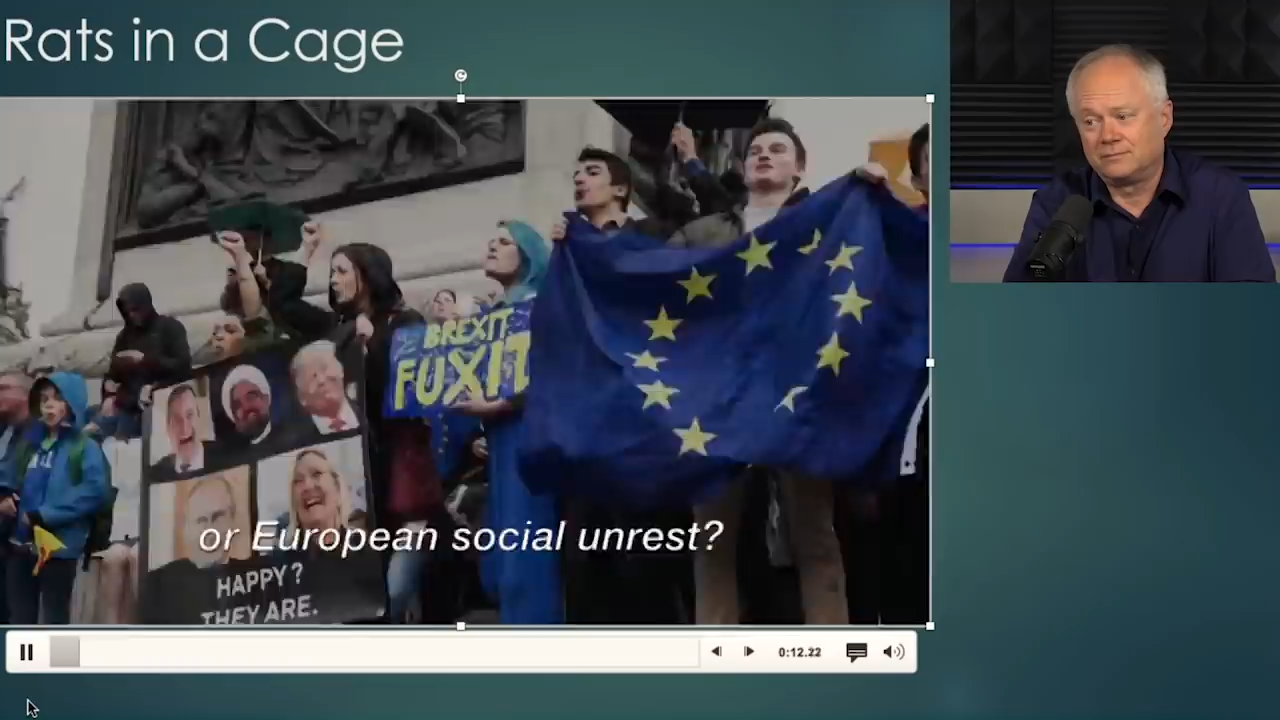 Rats in a Cage
BREXIT
FUXIT
or European social unrest?
HAPPY?
THEY ARE.
0:12.22